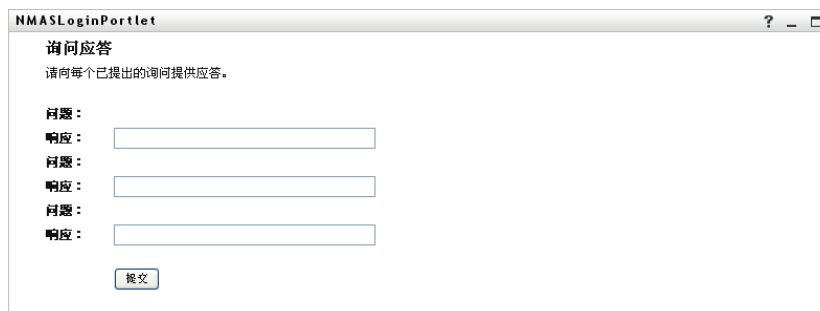 NMASLoginPortlet ? _
询问应答
请向每个已提出的询问提供应答。
问题：
响应：
问题：
响应：
问题：
响应：
提交